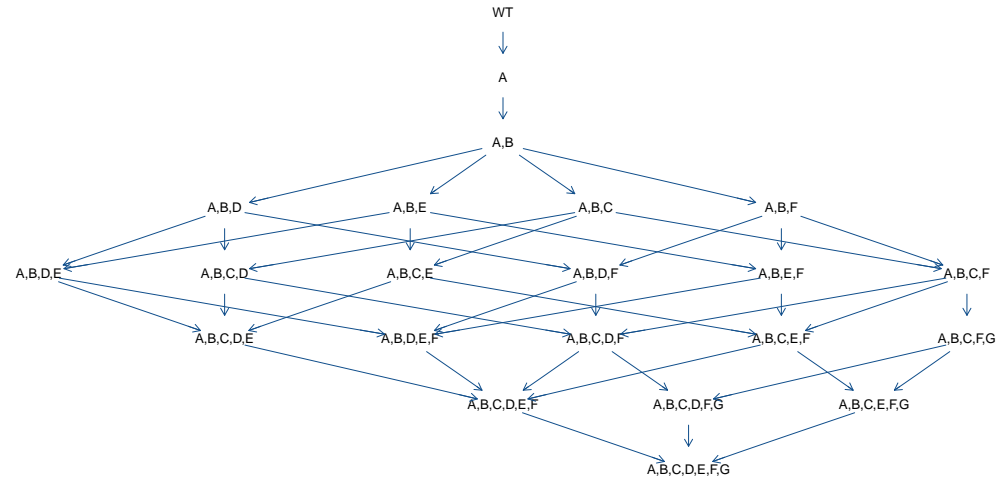 WT
A
A,B
A,B,D
A,B,E
A,B,C
A,B,F
A,B,D,E
A,B,C,D
A,B,C,E
A,B,D,F
A,B,E,F
A,B,C,F
A,B,C,D,E
A,B,D,E,F
A,B,C,D,F
A,B,C,E,F
A,B,C,F,G
A,B,C,D,E,F
A,B,C,D,F,G
A,B,C,E,F,G
A,B,C,D,E,F,G